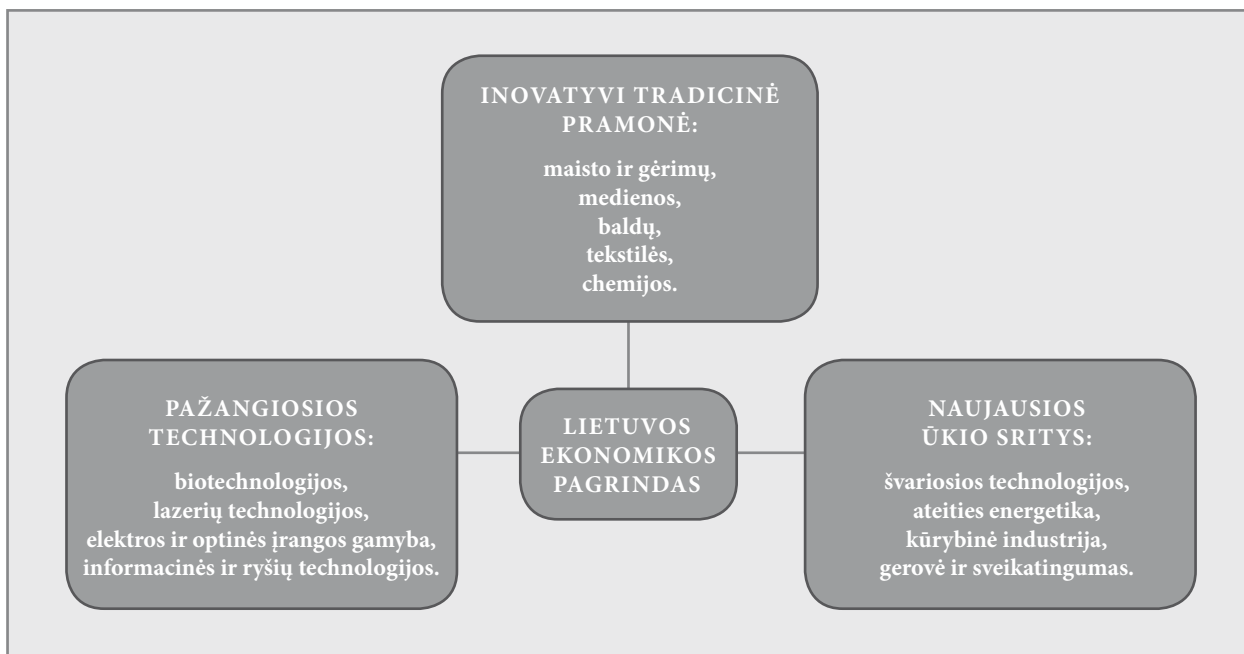 INOVATYVI TRADICINĖ
PRAMONĖ:
maisto ir gėrimų,
medienos,
baldų,
tekstilės,
chemijos.
PAŽANGIOSIOS
TECHNOLOGIJOS:
biotechnologijos,
lazerių technologijos,
elektros ir optinės įrangos gamyba,
informacinės ir ryšių technologijos.
LIETUVOS
EKONOMIKOS
PAGRINDAS
NAUJAUSIOS
ŪKIO SRITYS:
švariosios technologijos,
ateities energetika,
kūrybinė industrija,
gerovė ir sveikatingumas.